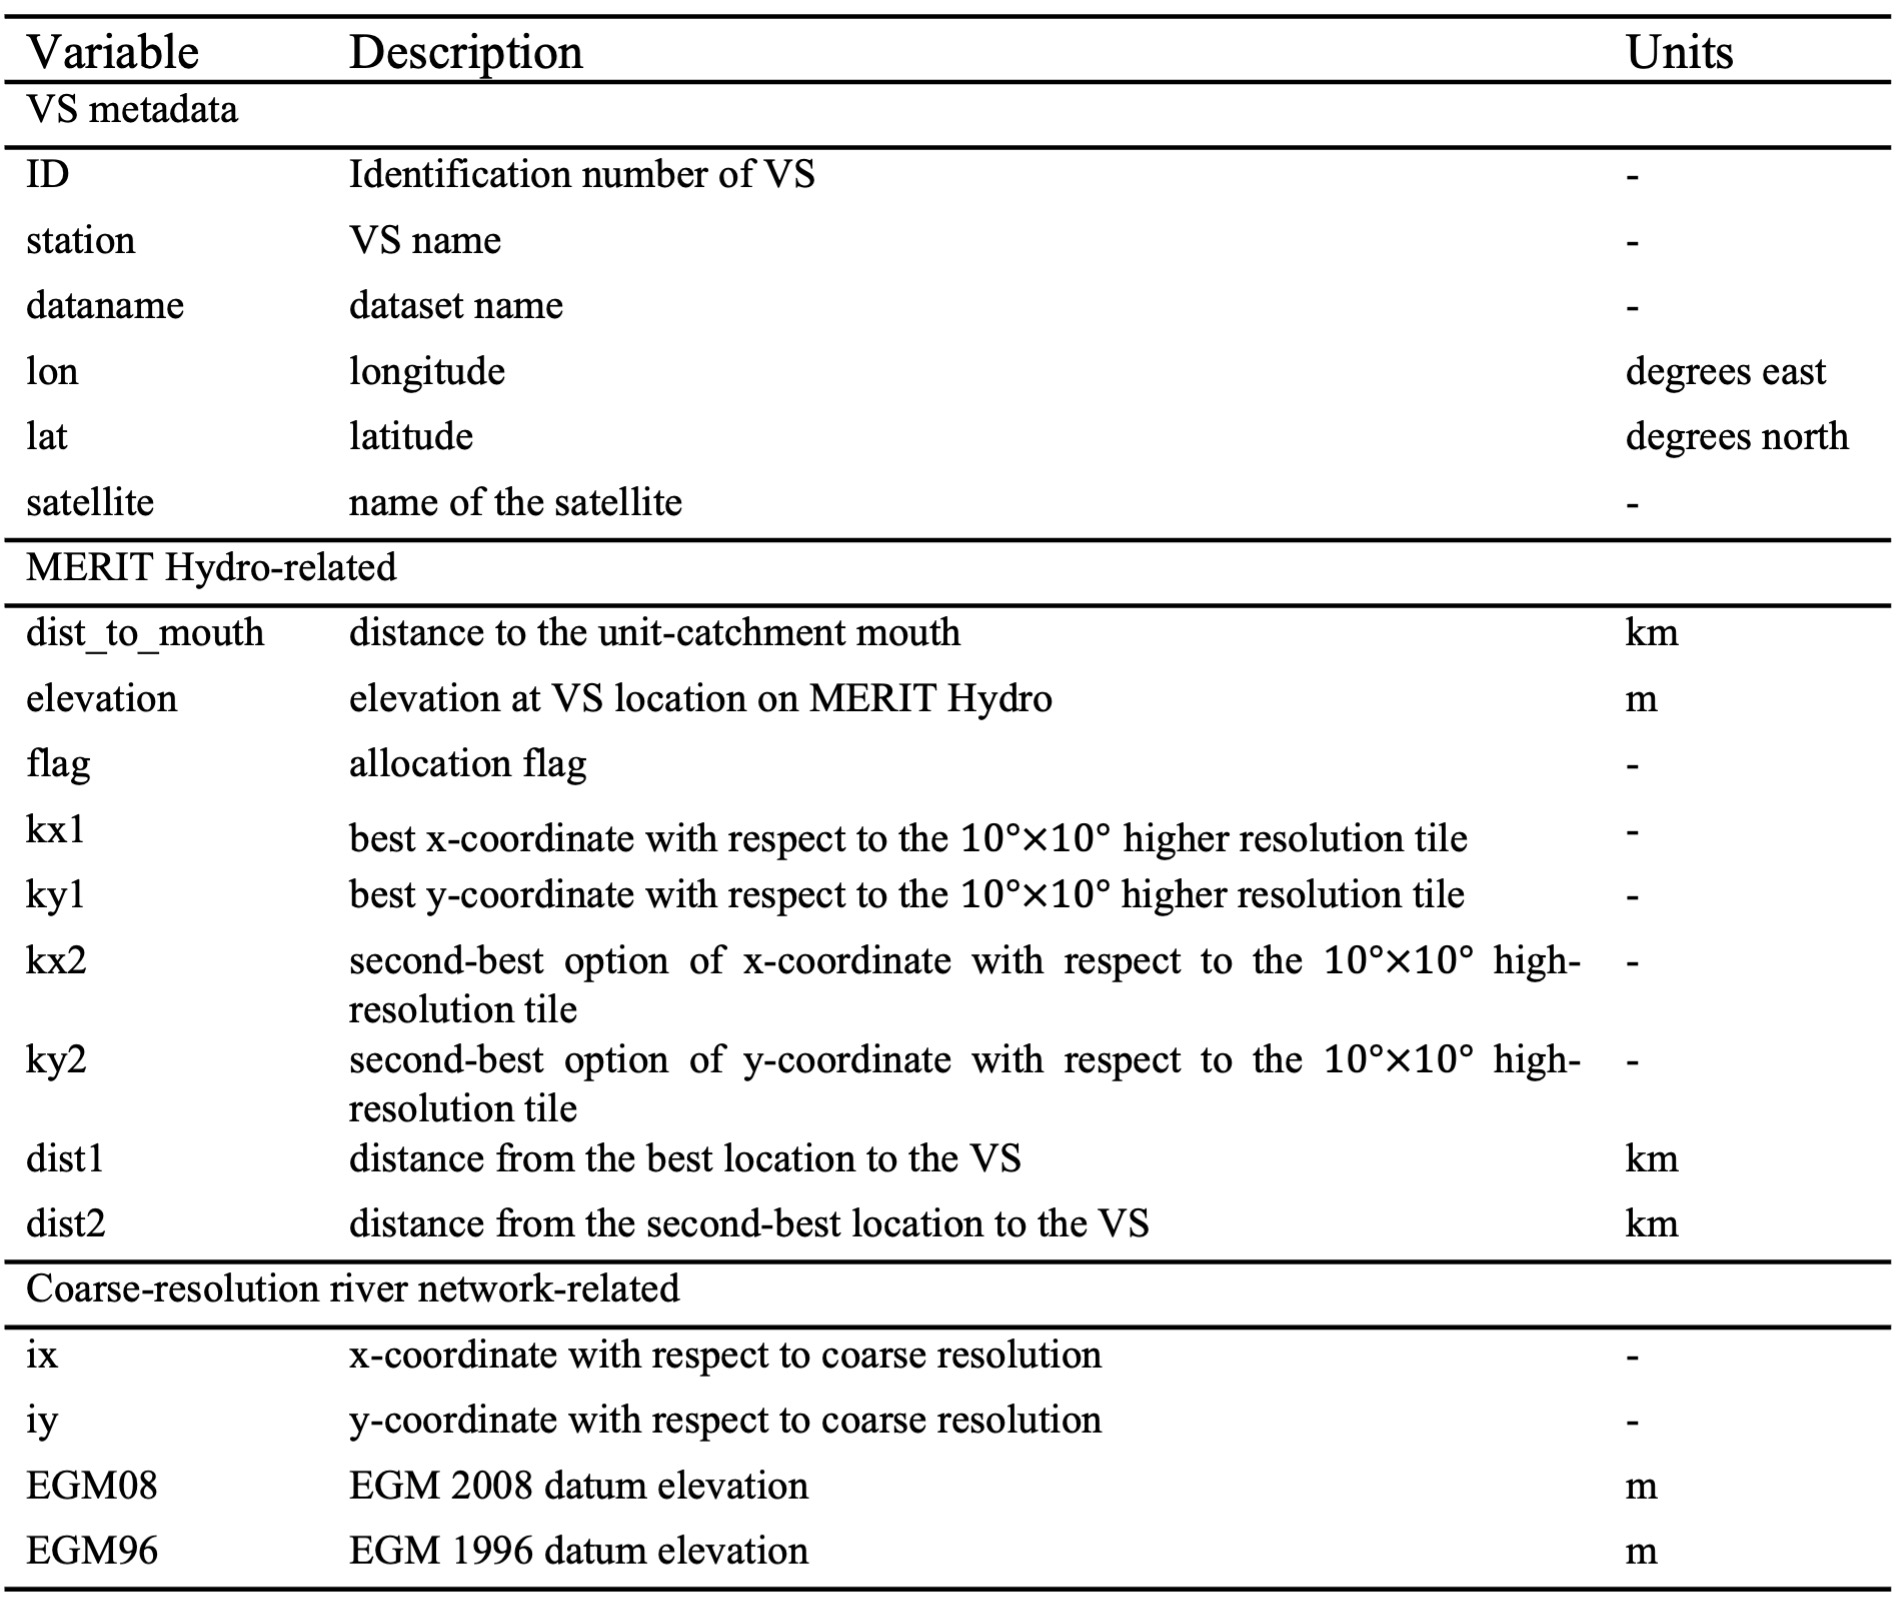 Variable Description Units
VS metadata
ID Identification number of VS -
station VS name -
dataname dataset name -
lon longitude degrees east
lat latitude degrees north
satellite name of the satellite -
MERIT Hydro-related
dist_to_mouth distance to the unit-catchment mouth km
elevation elevation at VS location on MERIT Hydro m
flag allocation flag -
kx1 best x-coordinate with respect to the 10°×10° higher resolution tile -
ky1 best y-coordinate with respect to the 10°×10° higher resolution tile -
kx2 second-best option of x-coordinate with respect to the 10°×10° high- -
resolution tile
ky2 second-best option of y-coordinate with respect to the 10°×10° high- -
resolution tile
dist1 distance from the best location to the VS km
dist2 distance from the second-best location to the VS km
Coarse-resolution river network-related
ix x-coordinate with respect to coarse resolution -
iy y-coordinate with respect to coarse resolution -
EGM08 EGM 2008 datum elevation m
EGM96 EGM 1996 datum elevation m